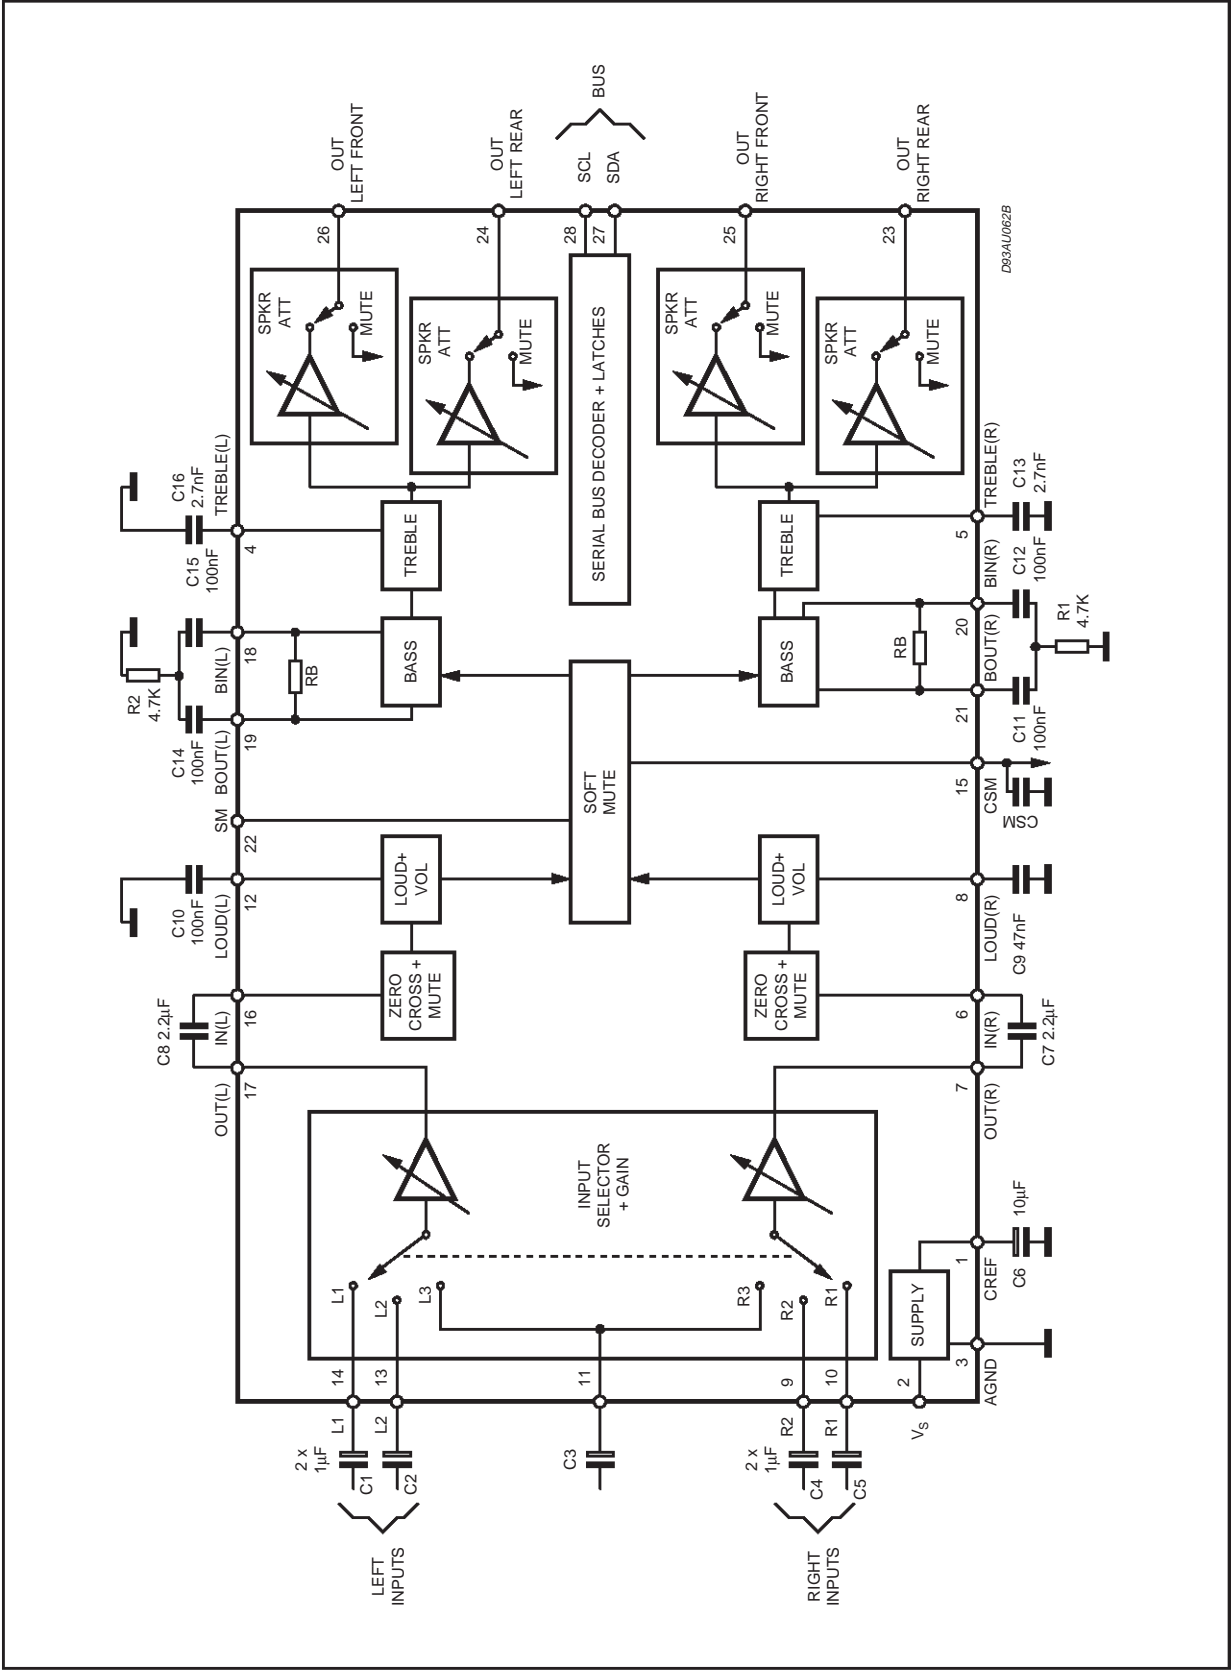 LEFT
INPUTS
2 x
1µF
C1
C2
L1
L2
14
13
L1
L2
L3
C3
11
RIGHT
INPUTS
2 x
1µF
C4
C5
R2
R1
9
10
R3
R2
R1
INPUT
SELECTOR
+ GAIN
VS
2
SUPPLY
3
AGND
1
CREF
C6
10µF
OUT(L)
17
C8 2.2µF
IN(L)
16
OUT(R)
7
C7 2.2µF
IN(R)
6
ZERO
CROSS +
MUTE
ZERO
CROSS +
MUTE
LOUD+
VOL
LOUD+
VOL
C10
100nF
LOUD(L)
12
LOUD(R)
8
C9 47nF
SM
22
SOFT
MUTE
15
CSM
CSM
C14
100nF
BOUT(L)
19
R2
4.7K
BIN(L)
18
RB
BASS
C15
100nF
C16
2.7nF
TREBLE(L)
4
TREBLE
BASS
RB
21
BOUT(R)
C11
100nF
20
BIN(R)
C12
100nF
R1
4.7K
TREBLE
5
TREBLE(R)
C13
2.7nF
SERIAL BUS DECODER + LATCHES
SPKR
ATT
MUTE
26
OUT
LEFT FRONT
SPKR
ATT
MUTE
24
OUT
LEFT REAR
28
27
SCL
SDA
BUS
SPKR
ATT
MUTE
25
OUT
RIGHT FRONT
SPKR
ATT
MUTE
23
OUT
RIGHT REAR
D93AU062B